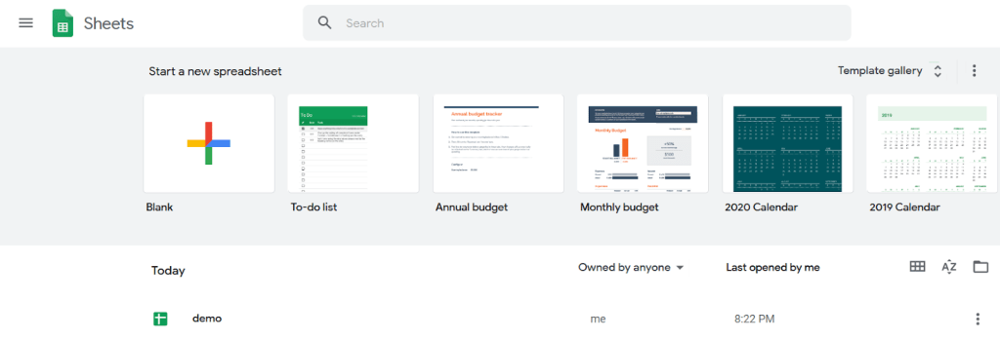 Sheets
Search
Start a new spreadsheet
Template gallery
To Do
Annual budget tracker
Monthly Budget
2019
Blank
To-do list
Annual budget
Monthly budget
2020 Calendar
2019 Calendar
Today
Owned by anyone
Last opened by me
AZ
demo
me
8:22 PM